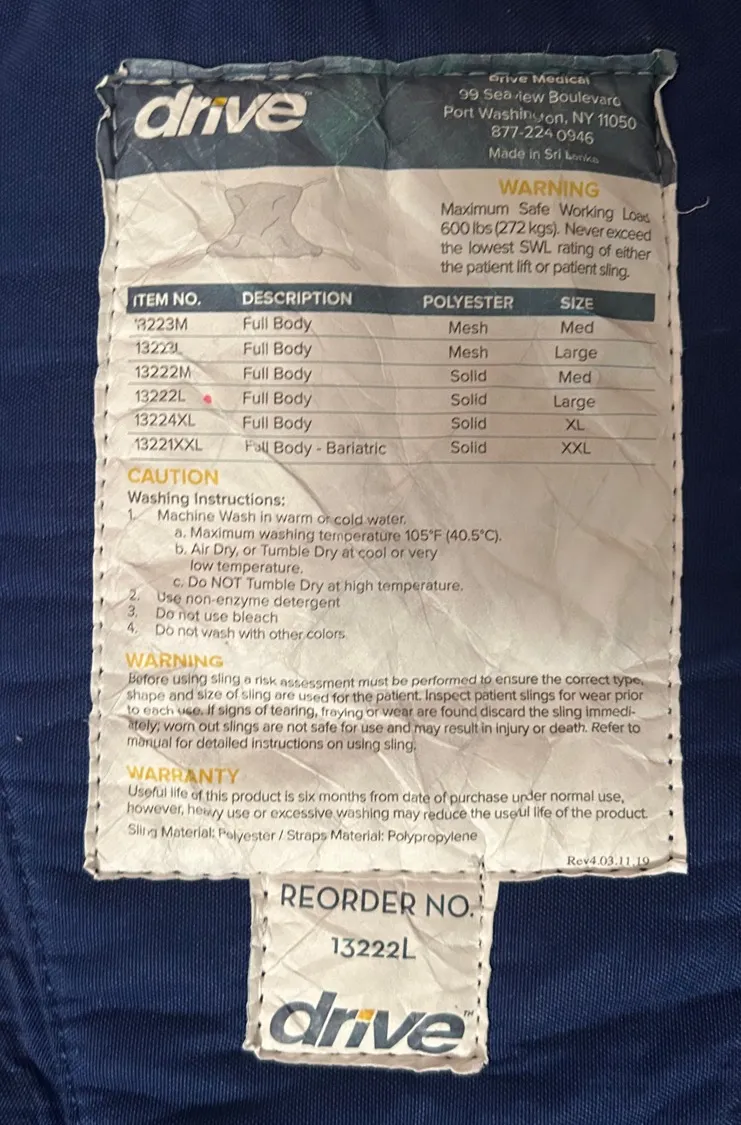 drive™
Drive Medical
99 Seaview Boulevard
Port Washington, NY 11050
877-224 0946
Made in Sri Lanka
WARNING
Maximum Safe Working Load
600 lbs (272 kgs). Never exceed
the lowest SWL rating of either
the patient lift or patient sling.
ITEM NO. DESCRIPTION POLYESTER SIZE
13223M Full Body Mesh Med
13223L Full Body Mesh Large
13222M Full Body Solid Med
13222L Full Body Solid Large
13224XL Full Body Solid XL
13221XXL Full Body - Bariatric Solid XXL
CAUTION
Washing Instructions:
1. Machine Wash in warm or cold water.
a. Maximum washing temperature 105°F (40.5°C).
b. Air Dry, or Tumble Dry at cool or very
low temperature.
c. Do NOT Tumble Dry at high temperature.
2. Use non-enzyme detergent
3. Do not use bleach
4. Do not wash with other colors
WARNING
Before using sling a risk assessment must be performed to ensure the correct type,
shape and size of sling are used for the patient. Inspect patient slings for wear prior
to each use. If signs of tearing, fraying or wear are found discard the sling immedi-
ately; worn out slings are not safe for use and may result in injury or death. Refer to
manual for detailed instructions on using sling.
WARRANTY
Useful life of this product is six months from date of purchase under normal use,
however, heavy use or excessive washing may reduce the useful life of the product.
Sling Material: Polyester / Straps Material: Polypropylene
Rev4.03.11.19
REORDER NO.
13222L
drive™